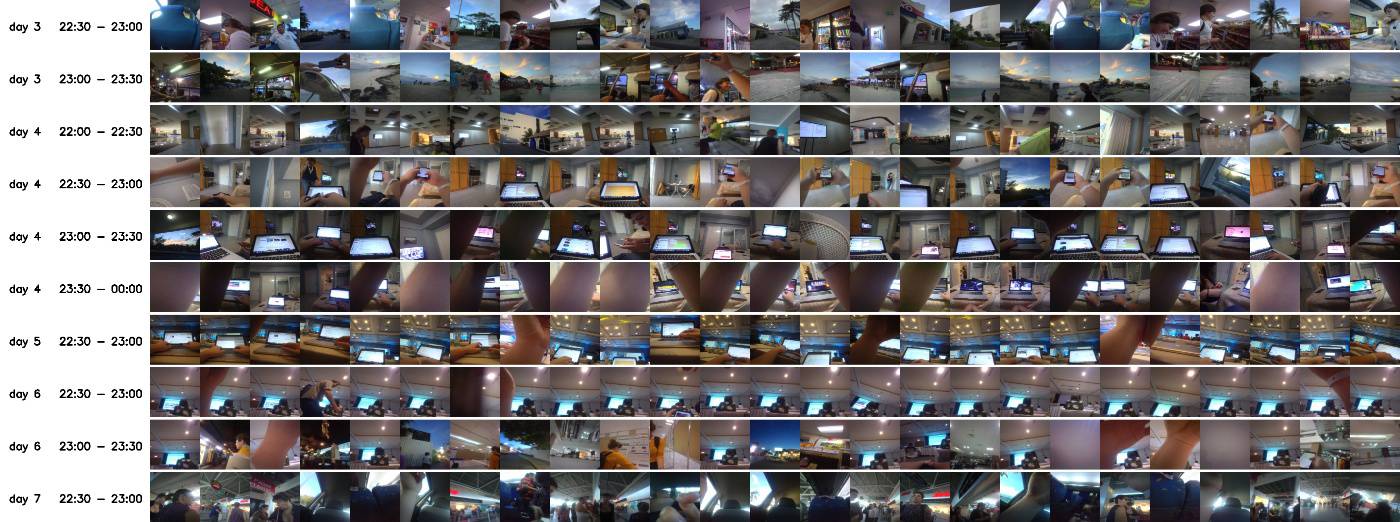 day 3 22:30 – 23:00
day 3 23:00 – 23:30
day 4 22:00 – 22:30
day 4 22:30 – 23:00
day 4 23:00 – 23:30
day 4 23:30 – 00:00
day 5 22:30 – 23:00
day 6 22:30 – 23:00
day 6 23:00 – 23:30
day 7 22:30 – 23:00